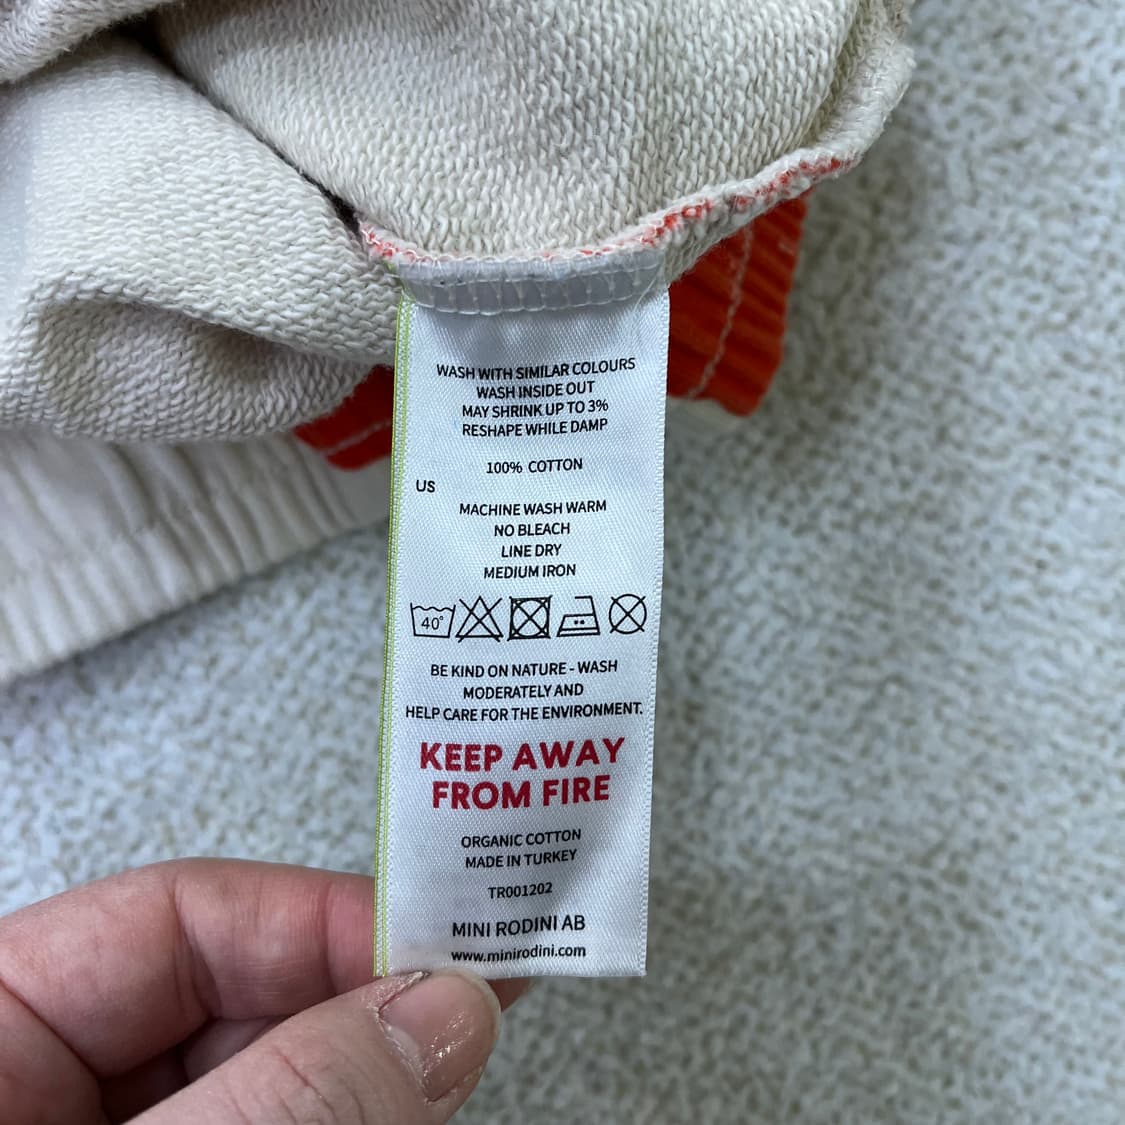 WASH WITH SIMILAR COLOURS
WASH INSIDE OUT
MAY SHRINK UP TO 3%
RESHAPE WHILE DAMP
100% COTTON
US
MACHINE WASH WARM
NO BLEACH
LINE DRY
MEDIUM IRON
40°
BE KIND ON NATURE - WASH
MODERATELY AND
HELP CARE FOR THE ENVIRONMENT.
KEEP AWAY
FROM FIRE
ORGANIC COTTON
MADE IN TURKEY
TR001202
MINI RODINI AB
www.minirodini.com